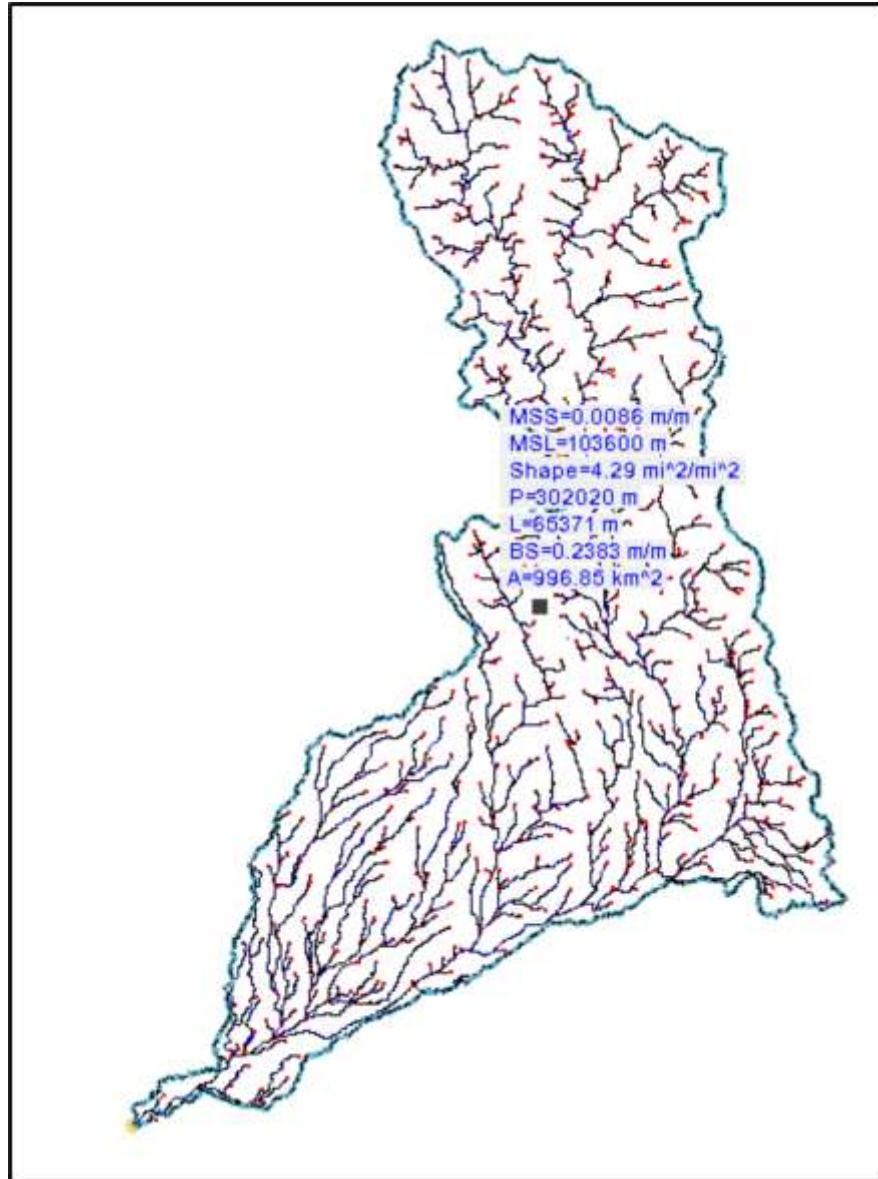 MSS=0.0086 m/m
MSL=103600 m
Shape=4.29 mi^2/mi^2
P=302020 m
L=65371 m
BS=0.2383 m/m
A=996.85 km^2